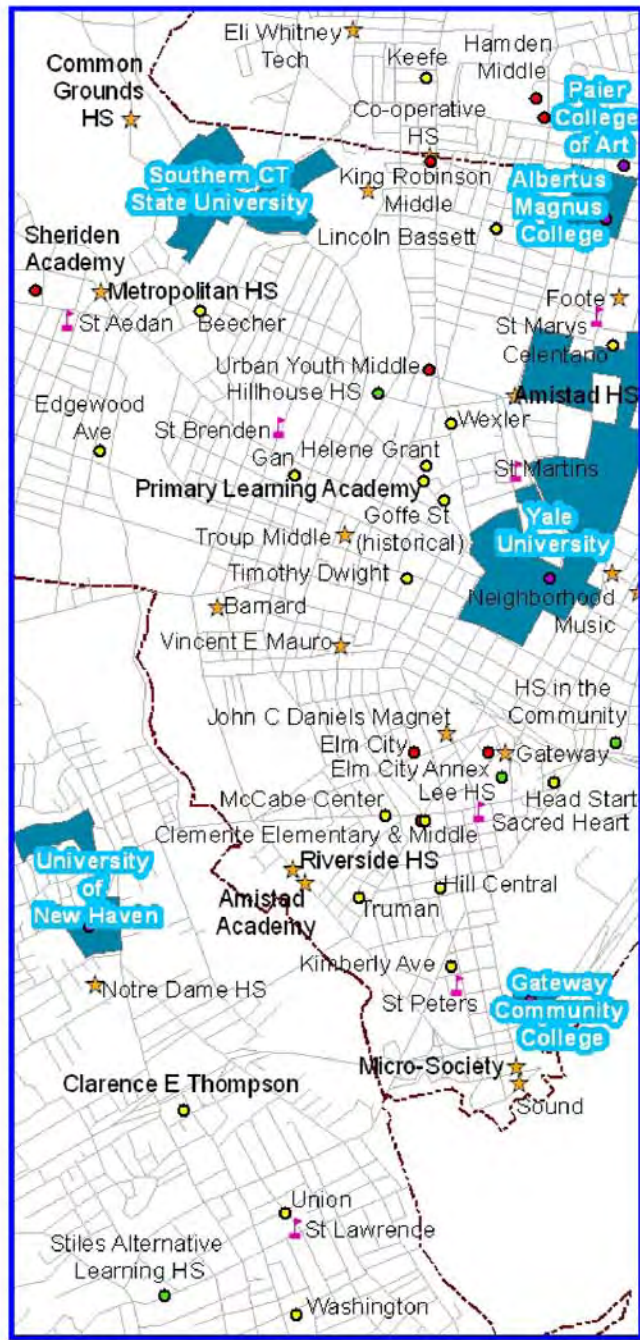 Eli Whitney
Tech
Keefe
Hamden
Middle
Common
Grounds
HS
Co-operative
HS
Paier
College
of Art
Southern CT
State University
King Robinson
Middle
Albertus
Magnus
College
Lincoln Bassett
Sheriden
Academy
Metropolitan HS
Foote
St Aedan
Beecher
St Marys
Celentano
Urban Youth Middle
Hillhouse HS
Amistad HS
Edgewood
Ave
St Brenden
Wexler
Gan
Helene Grant
St Martins
Primary Learning Academy
Goffe St
(historical)
Troup Middle
Yale
University
Timothy Dwight
Neighborhood
Music
Barnard
Vincent E Mauro
HS in the
Community
John C Daniels Magnet
Elm City
Gateway
Elm City Annex
Lee HS
Head Start
McCabe Center
Sacred Heart
Clemente Elementary & Middle
University
of
New Haven
Riverside HS
Amistad
Academy
Hill Central
Truman
Kimberly Ave
Notre Dame HS
St Peters
Gateway
Community
College
Micro-Society
Sound
Clarence E Thompson
Union
St Lawrence
Stiles Alternative
Learning HS
Washington